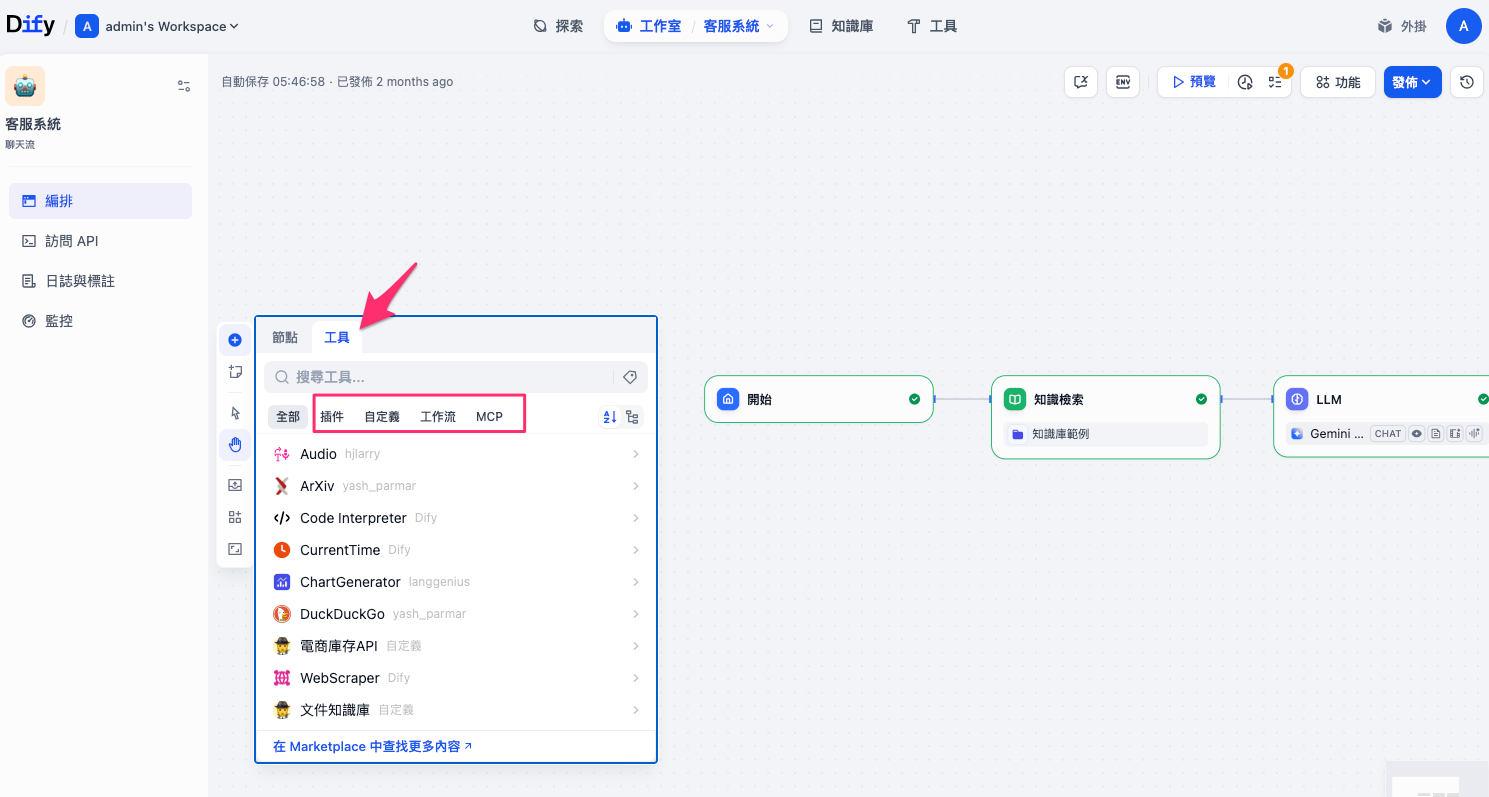 Dify / A admin's Workspace
探索
工作室 / 客服系統
知識庫
工具
外掛
A
客服系統
聊天流
編排
訪問 API
日誌與標註
監控
自動保存 05:46:58 · 已發佈 2 months ago
ENV
預覽
1
功能
發佈
節點 工具
搜尋工具...
全部 插件 自定義 工作流 MCP
Audio hjlarry
ArXiv yash_parmar
Code Interpreter Dify
CurrentTime Dify
ChartGenerator langgenius
DuckDuckGo yash_parmar
電商庫存API 自定義
WebScraper Dify
文件知識庫 自定義
在 Marketplace 中查找更多內容
開始
知識檢索
知識庫範例
LLM
Gemini ... CHAT